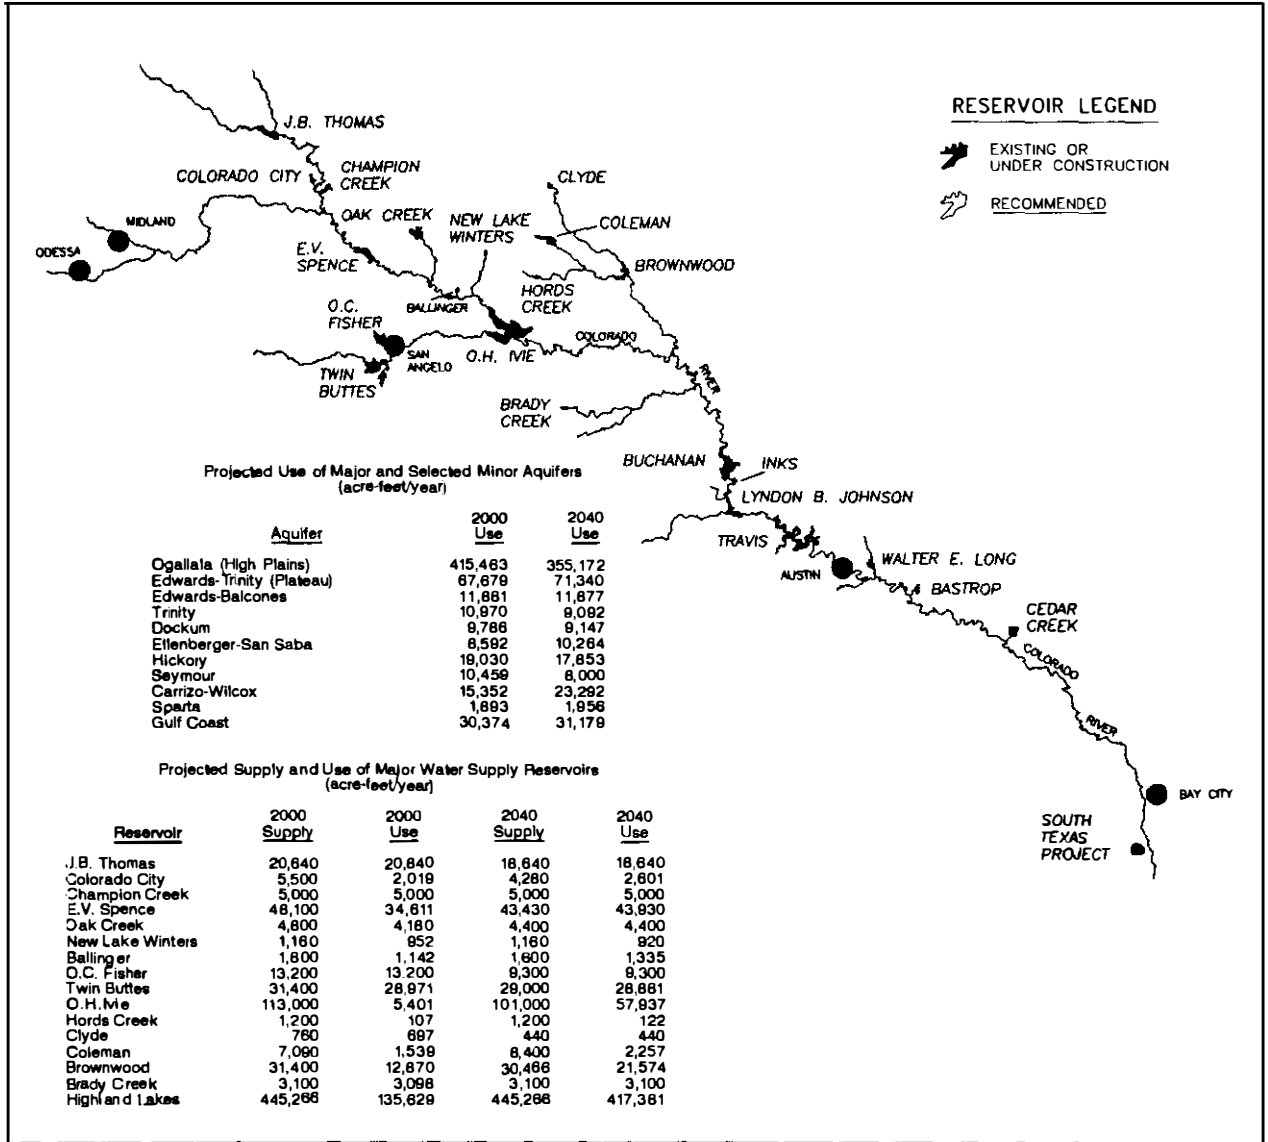 RESERVOIR LEGEND
EXISTING OR
UNDER CONSTRUCTION
RECOMMENDED
J.B. THOMAS
COLORADO CITY
CHAMPION
CREEK
CLYDE
OAK CREEK
NEW LAKE
WINTERS
COLEMAN
MIDLAND
ODESSA
E.V.
SPENCE
BROWNWOOD
HORDS
CREEK
BALLINGER
O.C.
FISHER
SAN
ANGELO
O.H. IVIE
COLORADO
RIVER
TWIN
BUTTES
BRADY
CREEK
BUCHANAN
INKS
LYNDON B. JOHNSON
TRAVIS
AUSTIN
WALTER E. LONG
BASTROP
CEDAR
CREEK
COLORADO
RIVER
BAY CITY
SOUTH
TEXAS
PROJECT
Projected Use of Major and Selected Minor Aquifers
(acre-feet/year)
2000 2040
Aquifer Use Use
Ogallala (High Plains) 415,463 355,172
Edwards-Trinity (Plateau) 67,679 71,340
Edwards-Balcones 11,881 11,877
Trinity 10,970 9,092
Dockum 9,786 9,147
Ellenberger-San Saba 8,592 10,264
Hickory 19,030 17,853
Seymour 10,459 8,000
Carrizo-Wilcox 15,352 23,292
Sparta 1,893 1,956
Gulf Coast 30,374 31,179
Projected Supply and Use of Major Water Supply Reservoirs
(acre-feet/year)
2000 2000 2040 2040
Reservoir Supply Use Supply Use
J.B. Thomas 20,640 20,640 18,640 18,640
Colorado City 5,500 2,019 4,280 2,601
Champion Creek 5,000 5,000 5,000 5,000
E.V. Spence 48,100 34,611 43,430 43,930
Oak Creek 4,800 4,180 4,400 4,400
New Lake Winters 1,160 952 1,160 920
Ballinger 1,800 1,142 1,600 1,335
O.C. Fisher 13,200 13,200 9,300 9,300
Twin Buttes 31,400 28,971 29,000 28,881
O.H.Ivie 113,000 5,401 101,000 57,937
Hords Creek 1,200 107 1,200 122
Clyde 760 697 440 440
Coleman 7,090 1,539 8,400 2,257
Brownwood 31,400 12,870 30,466 21,574
Brady Creek 3,100 3,098 3,100 3,100
Highland Lakes 445,266 135,629 445,266 417,361